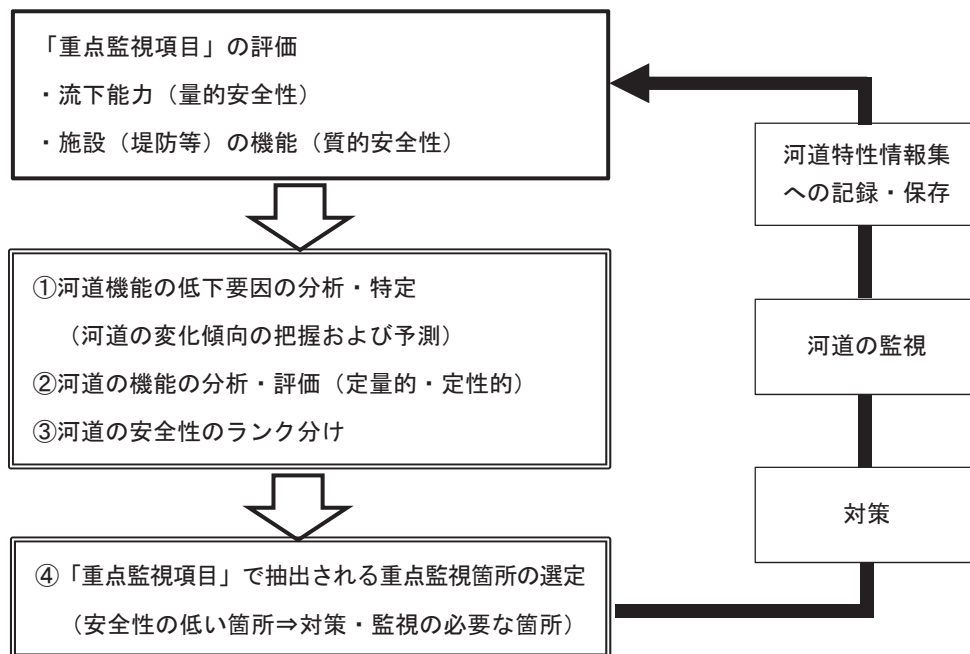 「重点監視項目」の評価
・流下能力（量的安全性）
・施設（堤防等）の機能（質的安全性）
①河道機能の低下要因の分析・特定
（河道の変化傾向の把握および予測）
②河道の機能の分析・評価（定量的・定性的）
③河道の安全性のランク分け
④「重点監視項目」で抽出される重点監視箇所の選定
（安全性の低い箇所⇒対策・監視の必要な箇所）
対策
河道の監視
河道特性情報集
への記録・保存